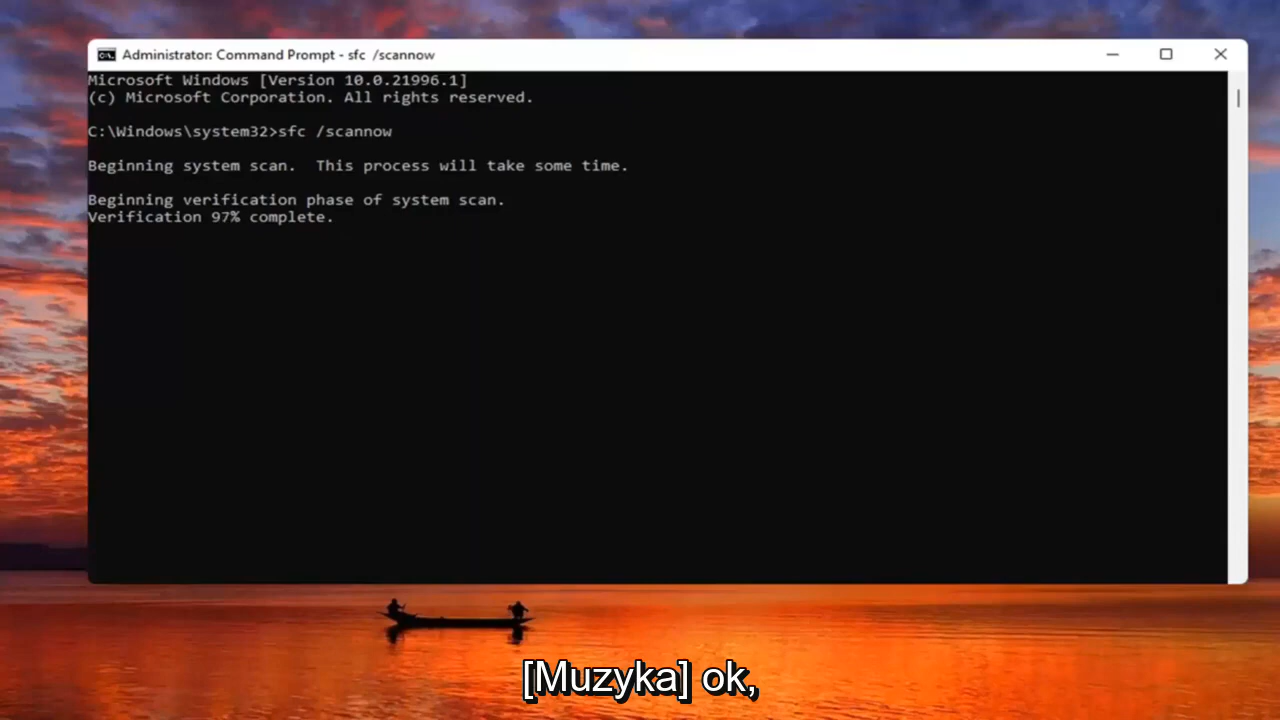 Administrator: Command Prompt - sfc  /scannow
Microsoft Windows [Version 10.0.21996.1]
(c) Microsoft Corporation. All rights reserved.
C:\Windows\system32>sfc /scannow
Beginning system scan.  This process will take some time.
Beginning verification phase of system scan.
Verification 97% complete.
[Muzyka] ok,